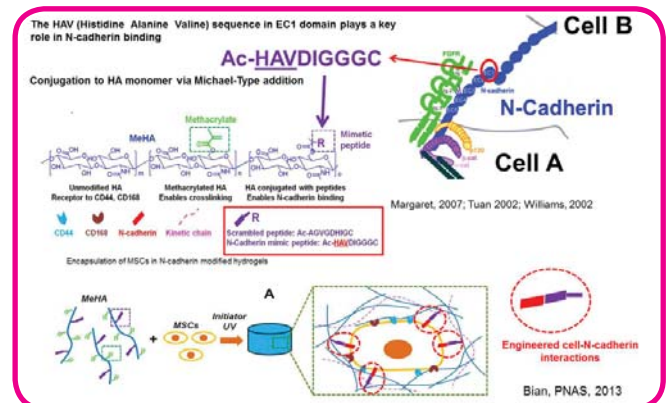 The HAV (Histidine Alanine Valine) sequence in EC1 domain plays a key
role in N-cadherin binding
Cell B
Ac-HAVDIGGGC
FGFR
N-cadherin
Conjugation to HA monomer via Michael-Type addition
N-Cadherin
Methacrylate
MeHA
Mimetic
peptide
R
p120
β-cat
Cell A
Unmodified HA
Receptor to CD44, CD168
Methacrylated HA
Enables crosslinking
HA conjugated with peptides
Enables N-cadherin binding
Margaret, 2007; Tuan 2002; Williams, 2002
CD44 CD168 N-cadherin Kinetic chain
R
Scrambled peptide: Ac-AGVGDHIGC
N-Cadherin mimic peptide: Ac-HAVDIGGGC
Encapsulation of MSCs in N-cadherin modified hydrogels
MeHA
A
Initiator
UV
MSCs
+
Engineered cell-N-cadherin
interactions
Bian, PNAS, 2013